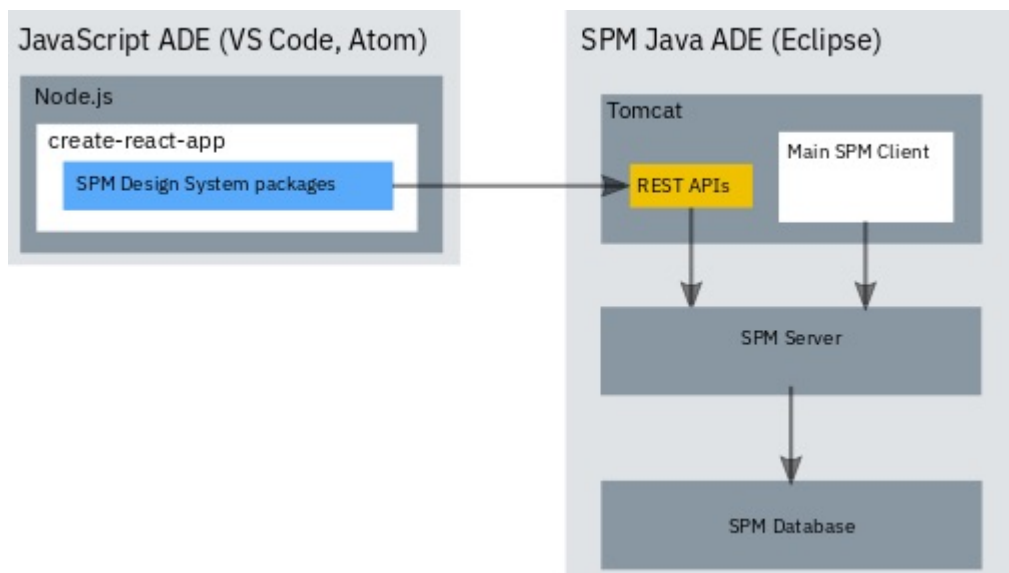 JavaScript ADE (VS Code, Atom)
Node.js
create-react-app
SPM Design System packages
SPM Java ADE (Eclipse)
Tomcat
Main SPM Client
REST APIs
SPM Server
SPM Database